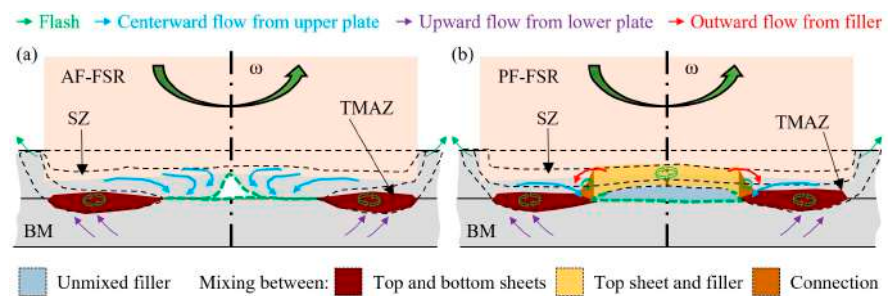 Flash Centerward flow from upper plate Upward flow from lower plate Outward flow from filler
(a) AF-FSR ω SZ TMAZ BM
(b) PF-FSR ω SZ TMAZ BM
Unmixed filler Mixing between: Top and bottom sheets Top sheet and filler Connection